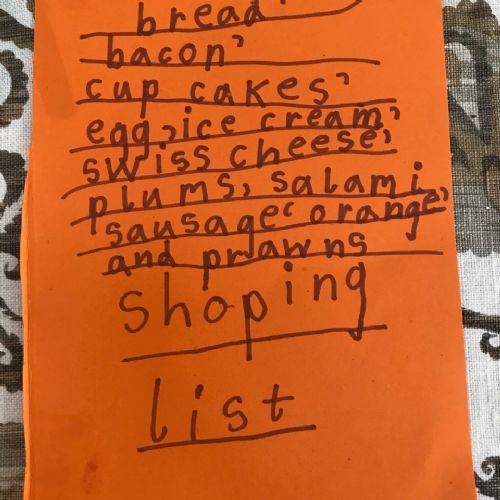 bread,
bacon,
cup cakes,
egg, ice cream,
swiss cheese,
plums, salami
sausage, orange,
and prawns
shoping
list